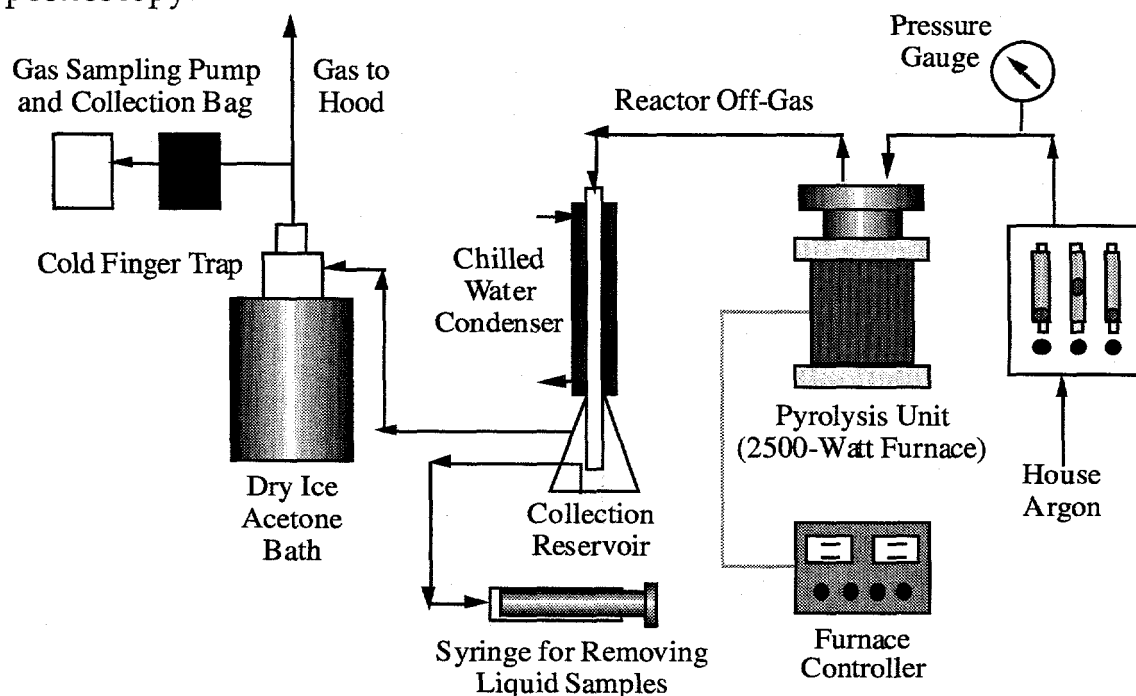 Pressure
Gauge
Gas Sampling Pump
and Collection Bag
Gas to
Hood
Reactor Off-Gas
Cold Finger Trap
Chilled
Water
Condenser
Pyrolysis Unit
(2500-Watt Furnace)
House
Argon
Dry Ice
Acetone
Bath
Collection
Reservoir
Syringe for Removing
Liquid Samples
Furnace
Controller